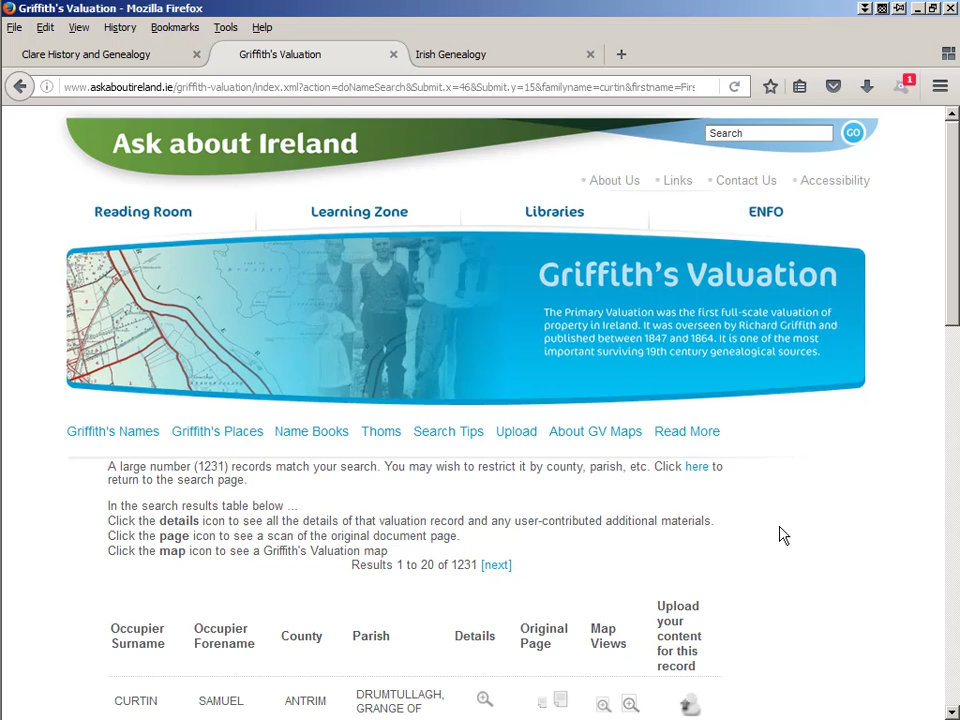 Griffith's Valuation - Mozilla Firefox
File Edit View History Bookmarks Tools Help
Clare History and Genealogy Griffith's Valuation Irish Genealogy
www.askaboutireland.ie/griffith-valuation/index.xml?action=doNameSearch&Submit.x=46&Submit.y=15&familyname=curtin&firstname=Firs
1
Ask about Ireland
Search GO
About Us Links Contact Us Accessibility
Reading Room Learning Zone Libraries ENFO
Griffith's Valuation
The Primary Valuation was the first full-scale valuation of
property in Ireland. It was overseen by Richard Griffith and
published between 1847 and 1864. It is one of the most
important surviving 19th century genealogical sources.
Griffith's Names Griffith's Places Name Books Thoms Search Tips Upload About GV Maps Read More
A large number (1231) records match your search. You may wish to restrict it by county, parish, etc. Click here to
return to the search page.
In the search results table below ...
Click the details icon to see all the details of that valuation record and any user-contributed additional materials.
Click the page icon to see a scan of the original document page.
Click the map icon to see a Griffith's Valuation map
Results 1 to 20 of 1231 [next]
Occupier Surname
Occupier Forename
County
Parish
Details
Original Page
Map Views
Upload your content for this record
CURTIN SAMUEL ANTRIM DRUMTULLAGH,
GRANGE OF